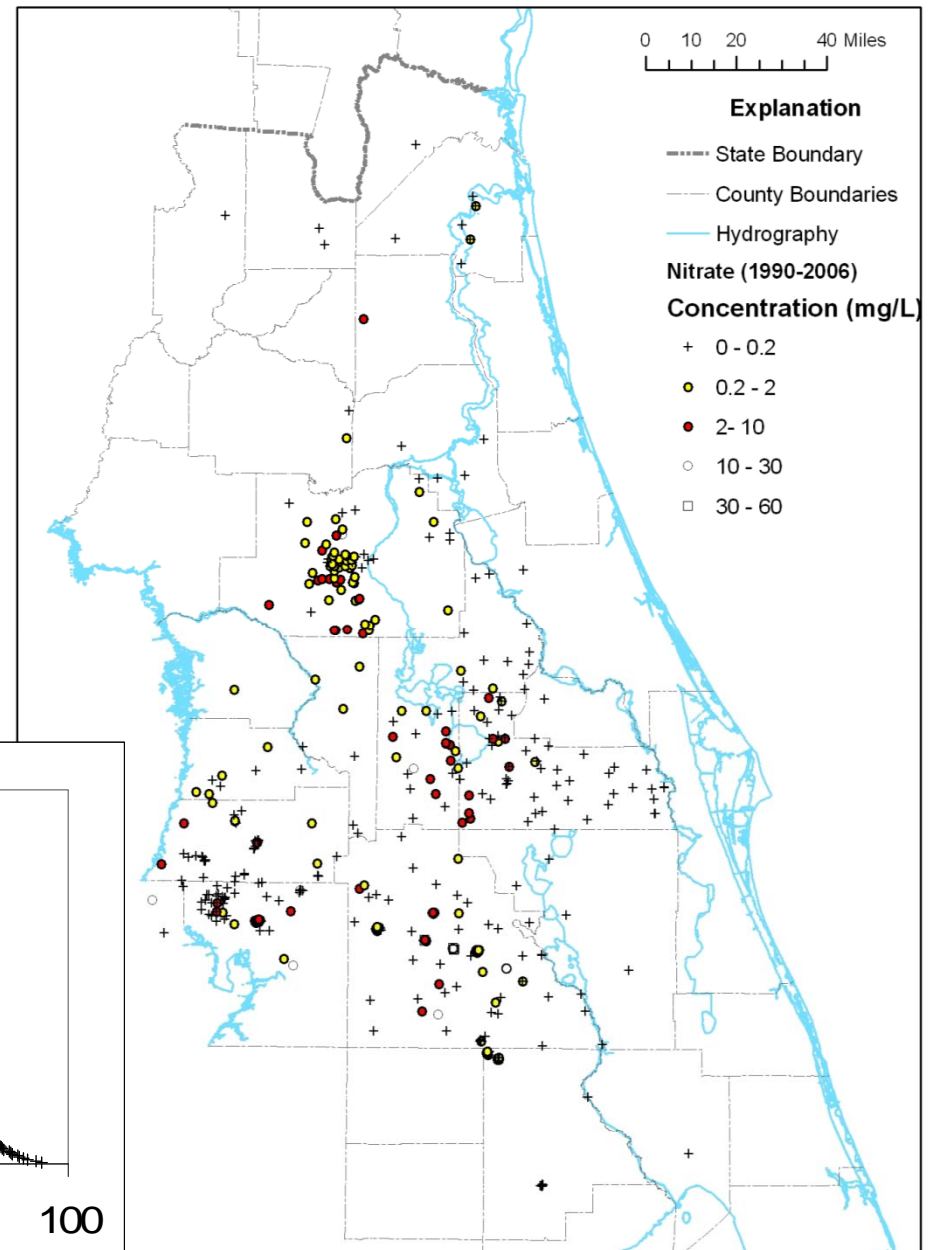 0 10 20 40 Miles
Explanation
State Boundary
County Boundaries
Hydrography
Nitrate (1990-2006)
Concentration (mg/L)
0 - 0.2
0.2 - 2
2- 10
10 - 30
30 - 60
100